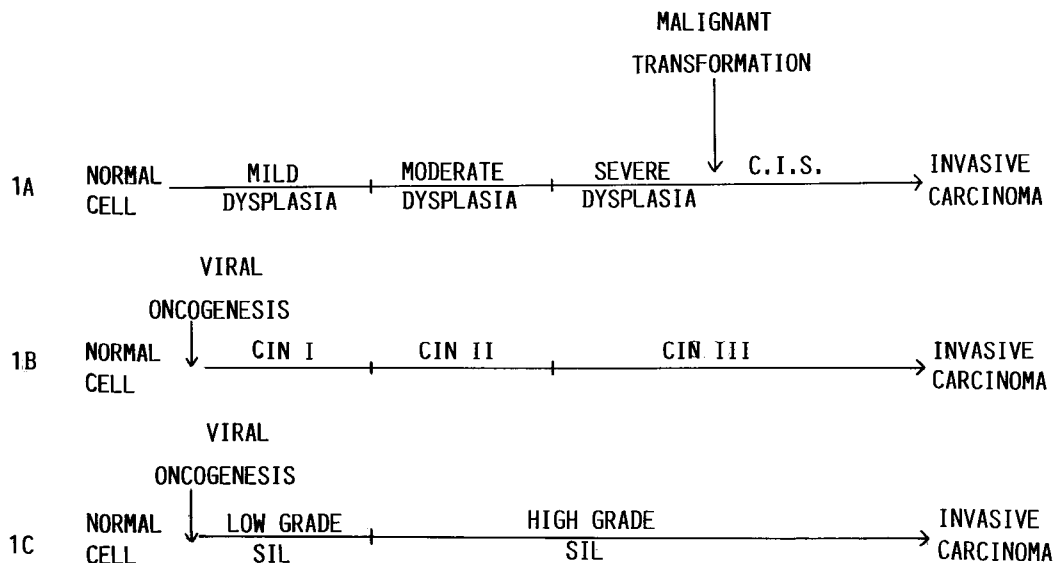 MALIGNANT
TRANSFORMATION
1A
NORMAL
CELL
MILD
DYSPLASIA
MODERATE
DYSPLASIA
SEVERE
DYSPLASIA
C.I.S.
INVASIVE
CARCINOMA
VIRAL
ONCOGENESIS
1B
NORMAL
CELL
CIN I
CIN II
CIN III
INVASIVE
CARCINOMA
VIRAL
ONCOGENESIS
1C
NORMAL
CELL
LOW GRADE
SIL
HIGH GRADE
SIL
INVASIVE
CARCINOMA